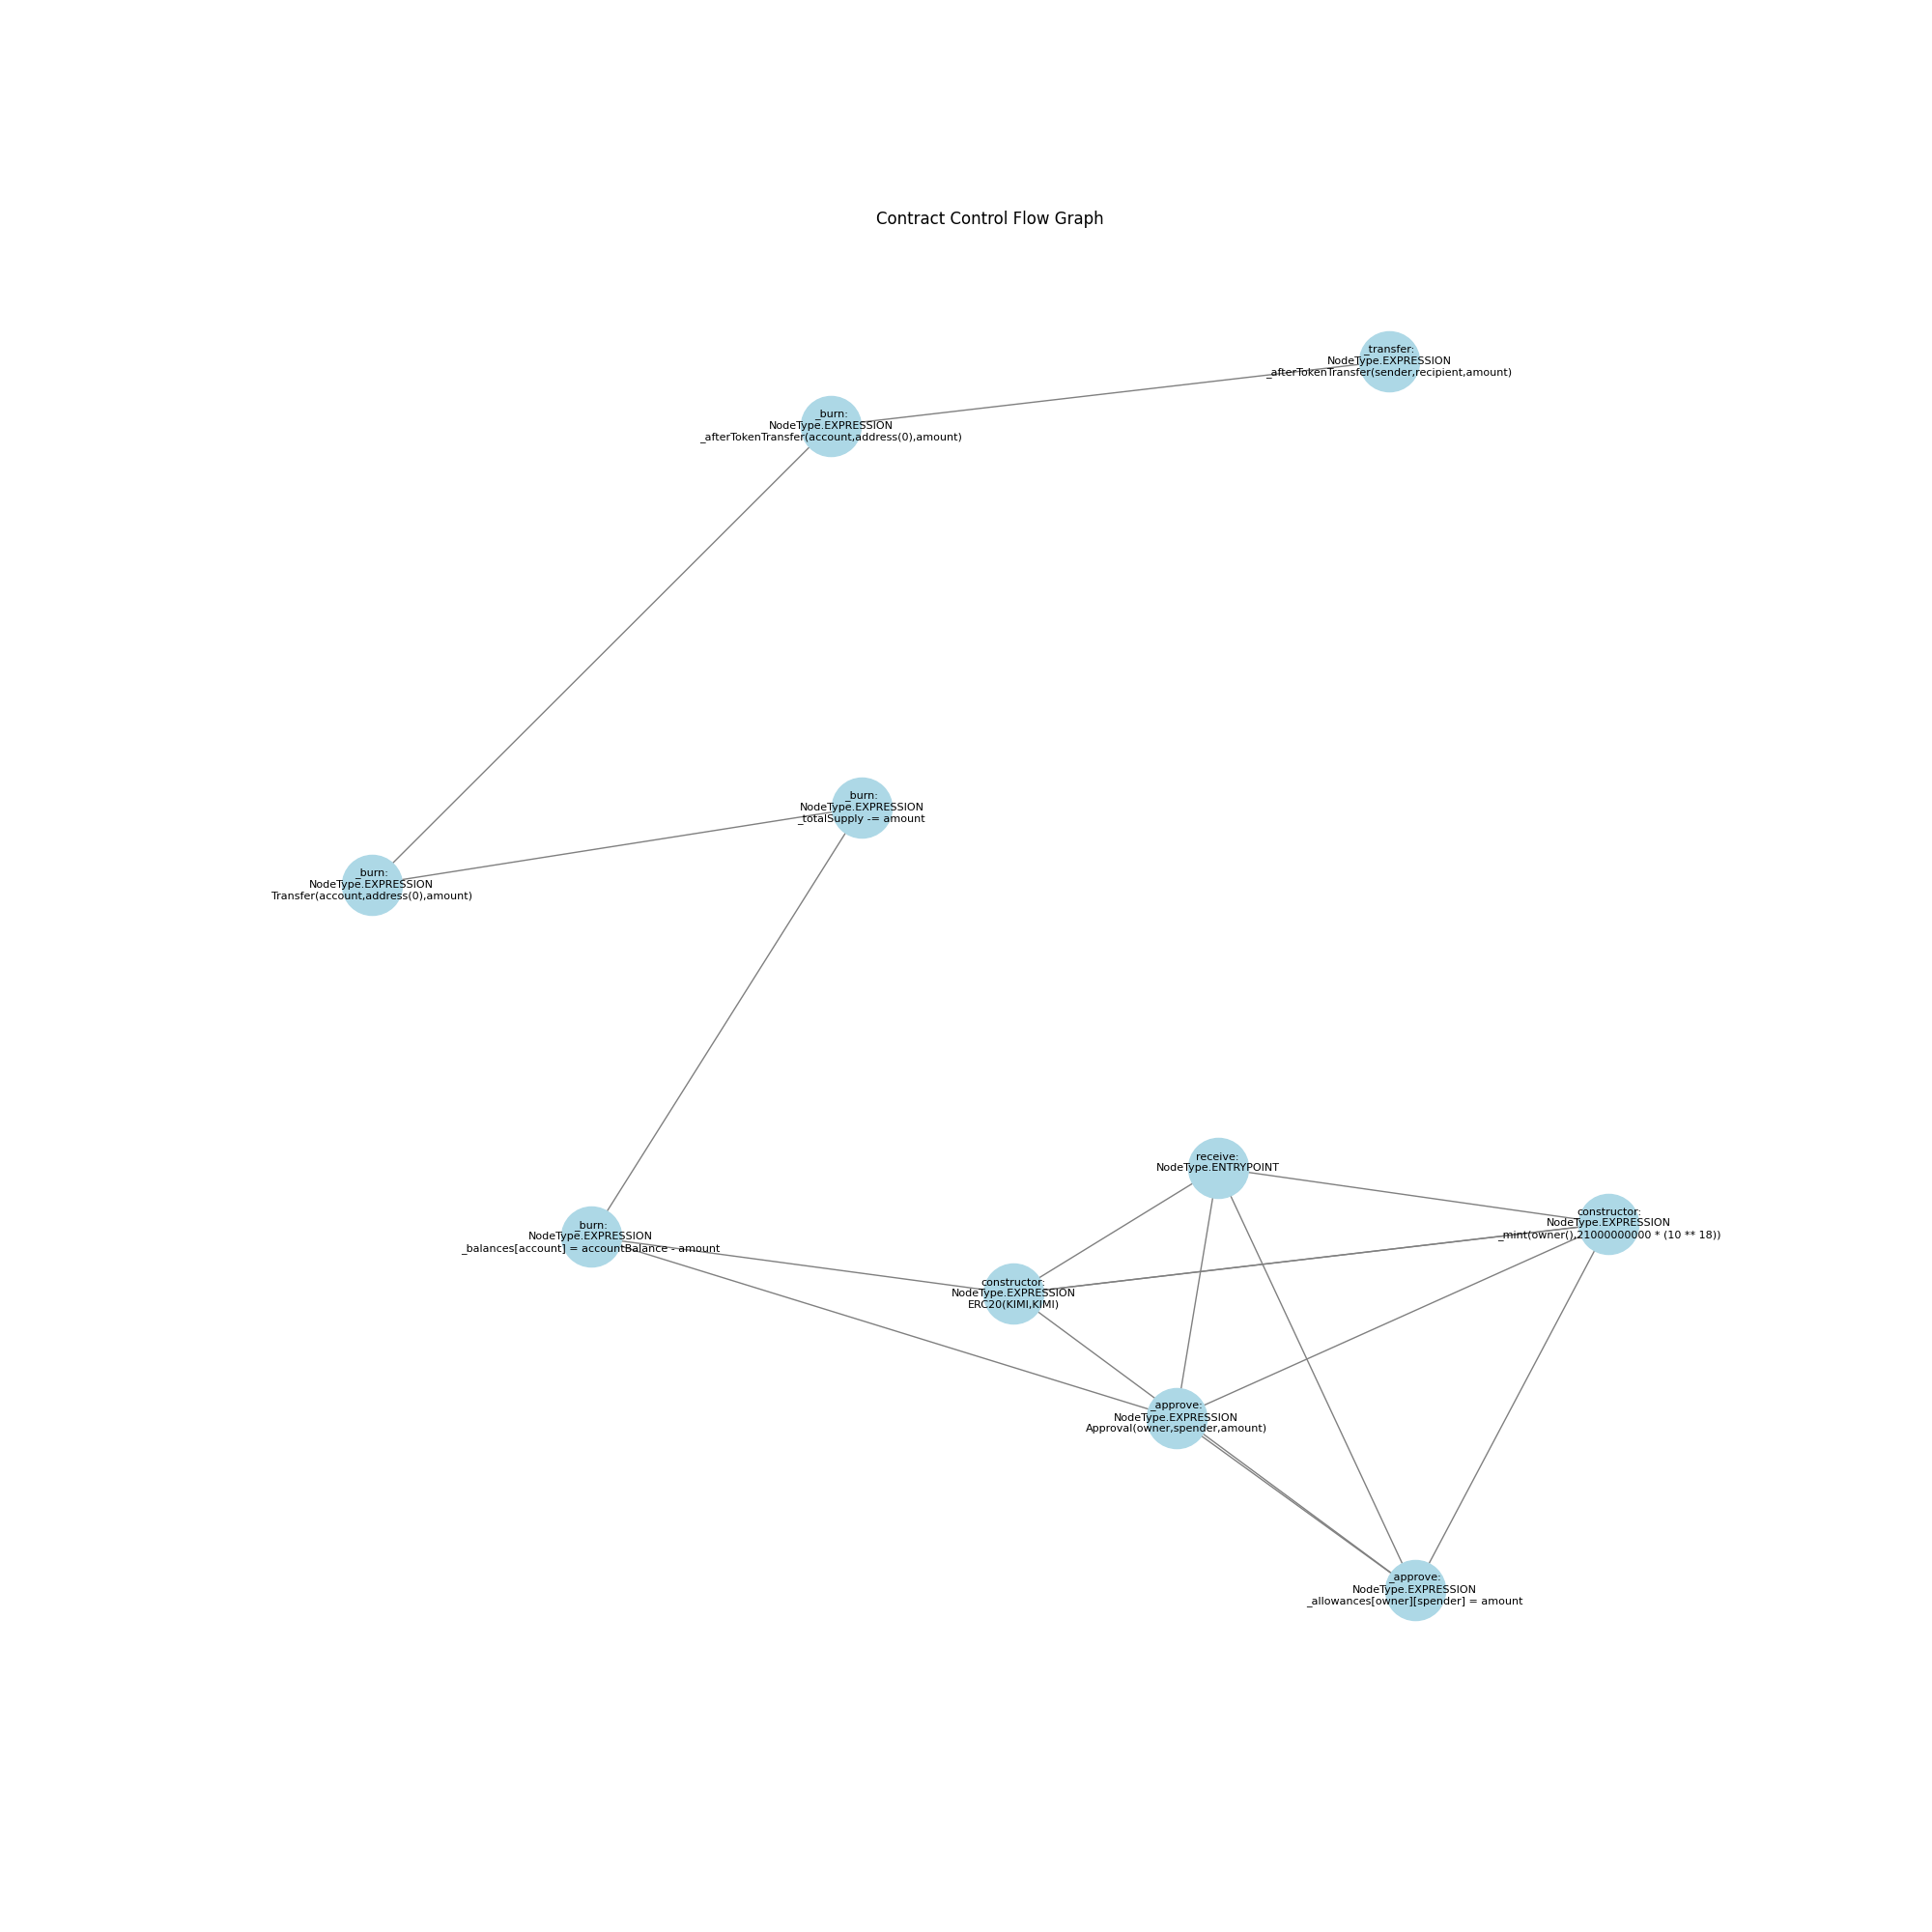 Contract Control Flow Graph
_transfer:
NodeType.EXPRESSION
_afterTokenTransfer(sender,recipient,amount)
_burn:
NodeType.EXPRESSION
_afterTokenTransfer(account,address(0),amount)
_burn:
NodeType.EXPRESSION
_totalSupply -= amount
_burn:
NodeType.EXPRESSION
Transfer(account,address(0),amount)
receive:
NodeType.ENTRYPOINT
constructor:
NodeType.EXPRESSION
_mint(owner(),21000000000 * (10 ** 18))
_burn:
NodeType.EXPRESSION
_balances[account] = accountBalance - amount
constructor:
NodeType.EXPRESSION
ERC20(KIMI,KIMI)
_approve:
NodeType.EXPRESSION
Approval(owner,spender,amount)
_approve:
NodeType.EXPRESSION
_allowances[owner][spender] = amount